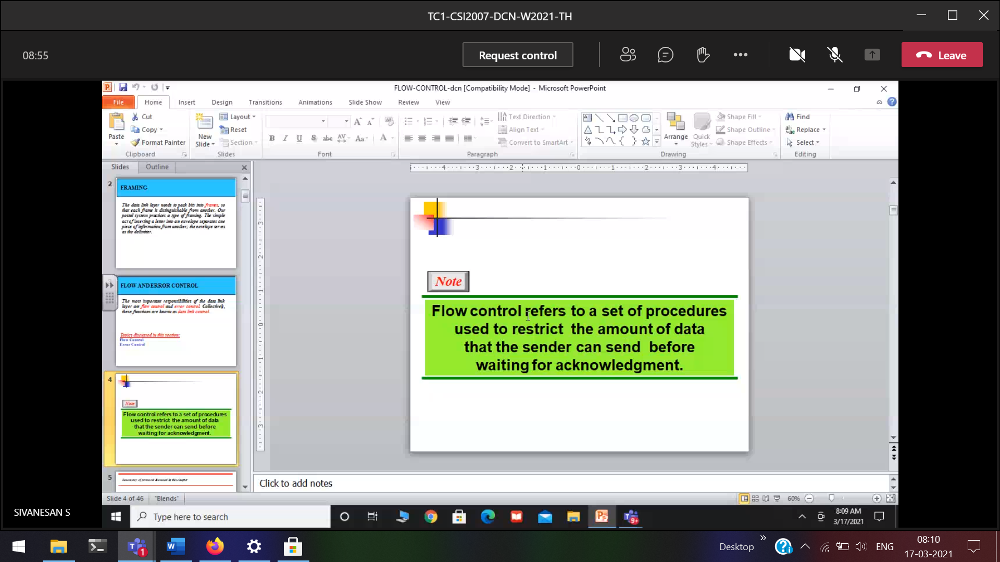 TC1-CSI2007-DCN-W2021-TH
08:55
Request control
Leave
FLOW-CONTROL-dcn [Compatibility Mode] - Microsoft PowerPoint
File Home Insert Design Transitions Animations Slide Show Review View
Paste
Cut
Copy
Format Painter
Clipboard
New
Slide
Layout
Reset
Section
Slides
Font
Text Direction
Align Text
Convert to SmartArt
Paragraph
Arrange
Quick
Styles
Shape Fill
Shape Outline
Shape Effects
Drawing
Find
Replace
Select
Editing
Slides Outline
2
FRAMING
The data link layer needs to pack bits into frames, so
that each frame is distinguishable from another. Our
postal system practices a type of framing. The simple
act of inserting a letter into an envelope separates one
piece of information from another; the envelope serves
as the delimiter.
FLOW ANDERROR CONTROL
The most important responsibilities of the data link
layer are flow control and error control. Collectively,
these functions are known as data link control.
Topics discussed in this section:
Flow Control
Error Control
4
Note
Flow control refers to a set of procedures
used to restrict the amount of data
that the sender can send before
waiting for acknowledgment.
5
Taxonomy of protocols discussed in this chapter
Note
Flow control refers to a set of procedures
used to restrict the amount of data
that the sender can send before
waiting for acknowledgment.
Click to add notes
Slide 4 of 46 "Blends" 60%
SIVANESAN S
Type here to search
9+
8:09 AM
3/17/2021
1
Desktop
ENG
08:10
17-03-2021